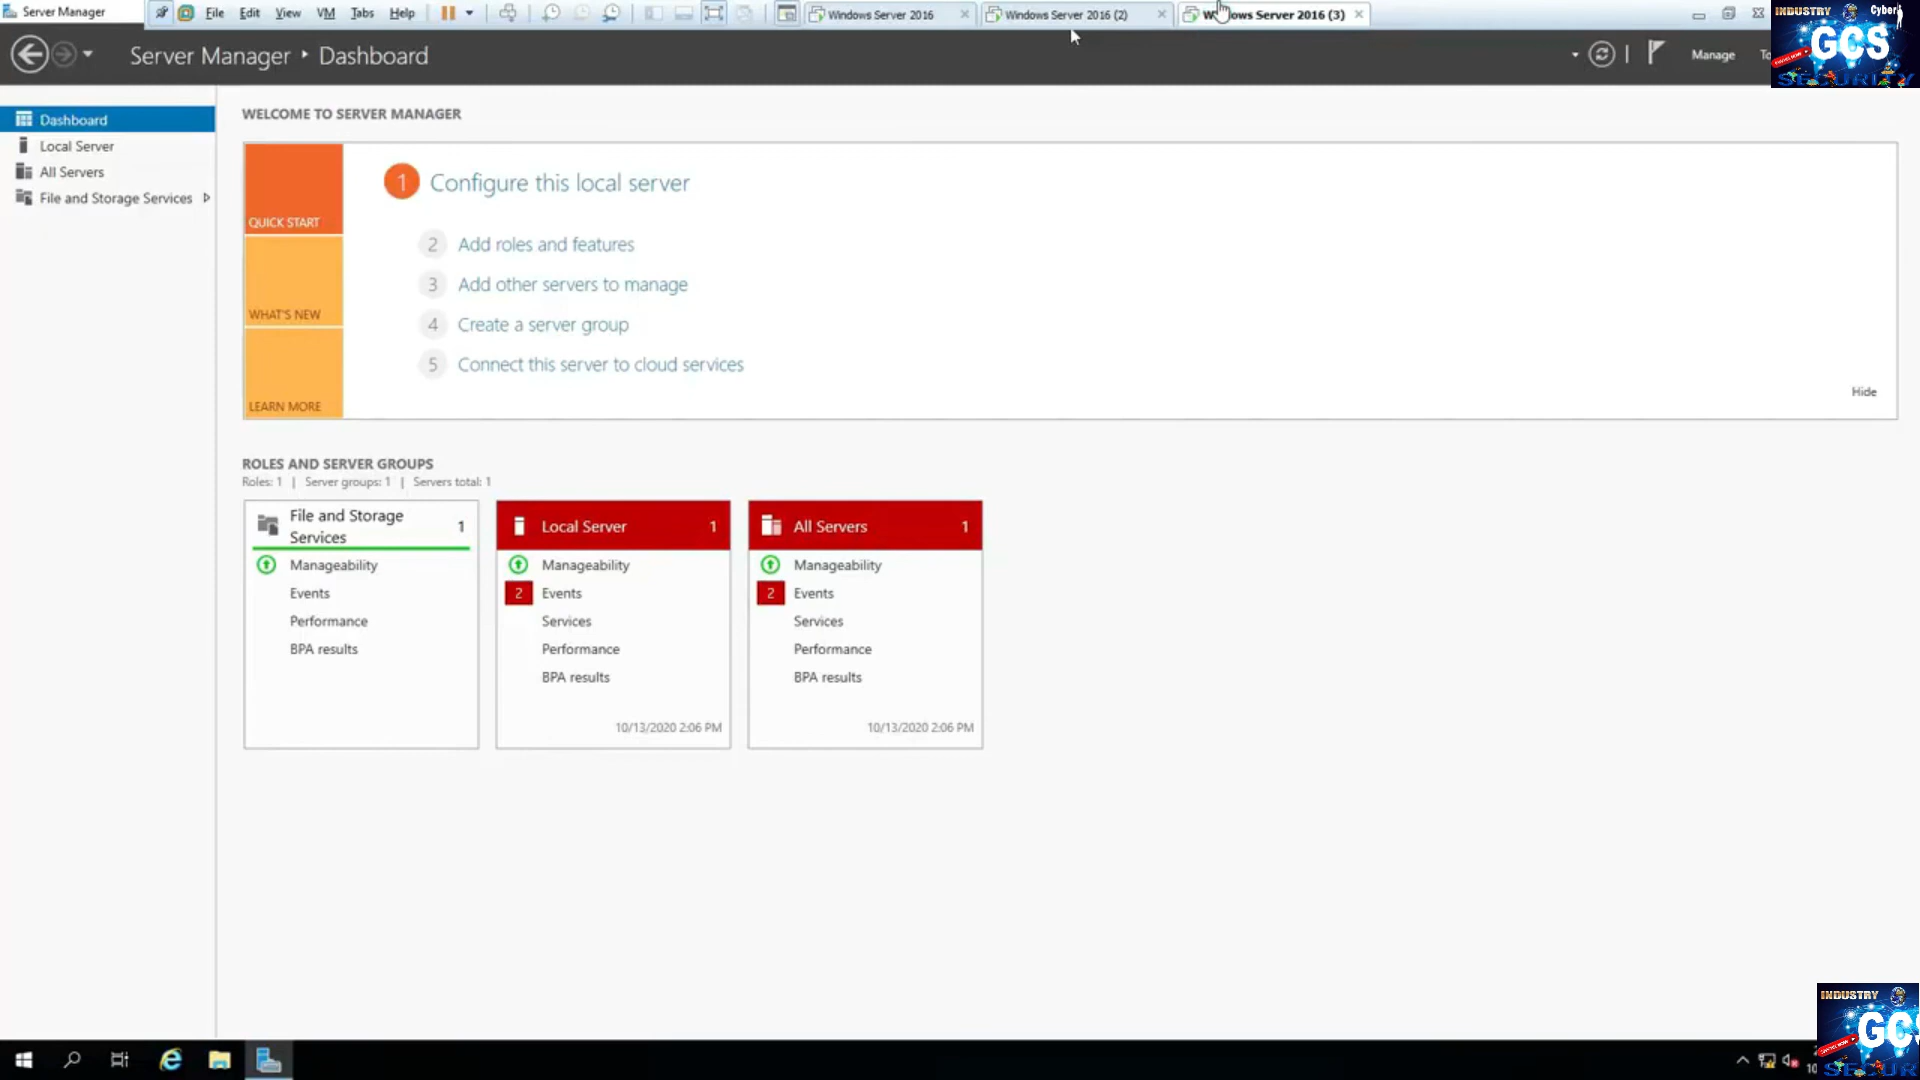 Server Manager
File Edit View VM Tabs Help
Windows Server 2016
Windows Server 2016 (2)
Windows Server 2016 (3)
INDUSTRY Cyber
GCS
SECURITY
Server Manager Dashboard
Manage
Dashboard
Local Server
All Servers
File and Storage Services
WELCOME TO SERVER MANAGER
QUICK START
WHAT'S NEW
LEARN MORE
1 Configure this local server
2 Add roles and features
3 Add other servers to manage
4 Create a server group
5 Connect this server to cloud services
Hide
ROLES AND SERVER GROUPS
Roles: 1 | Server groups: 1 | Servers total: 1
File and Storage
Services 1
Manageability
Events
Performance
BPA results
Local Server 1
Manageability
2 Events
Services
Performance
BPA results
10/13/2020 2:06 PM
All Servers 1
Manageability
2 Events
Services
Performance
BPA results
10/13/2020 2:06 PM
INDUSTRY
GCS
SECUR